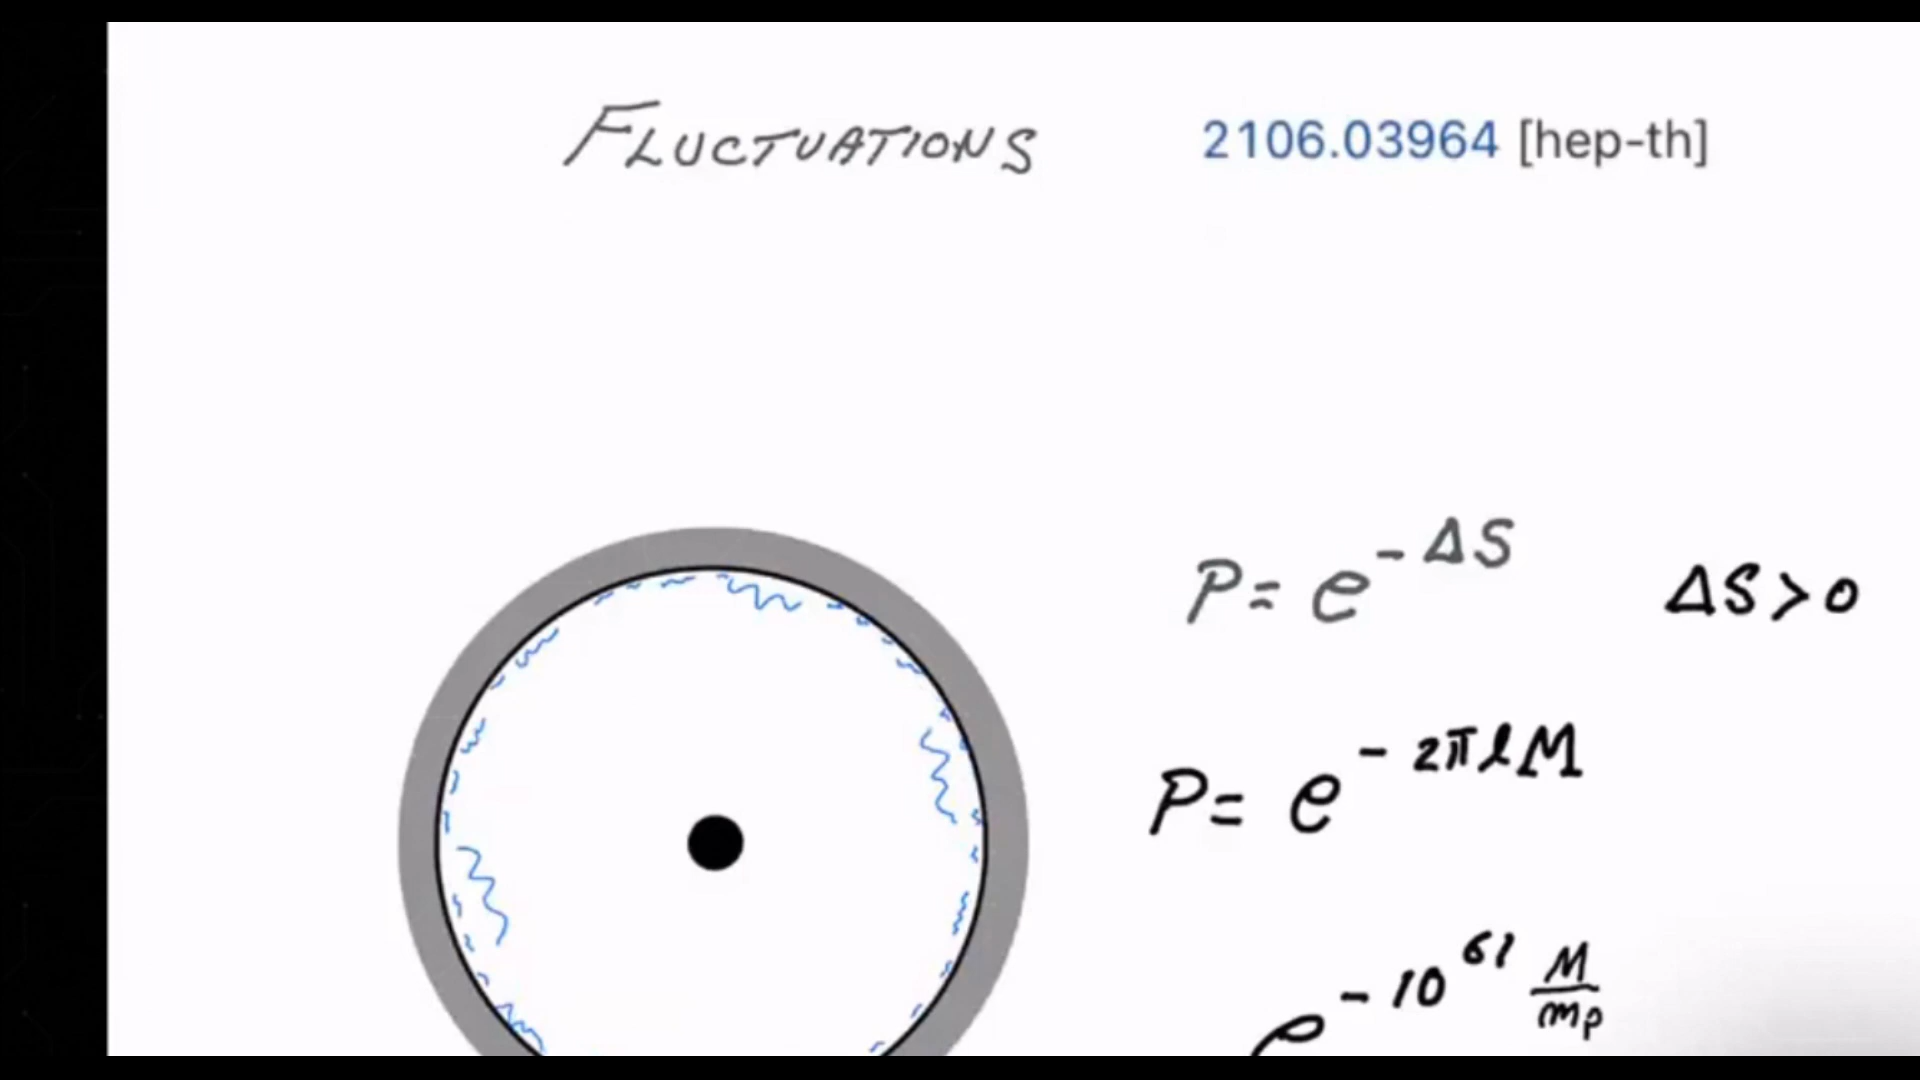 FLUCTUATIONS 2106.03964 [hep-th]
P = e^{-ΔS} ΔS > 0
P = e^{-2πℓM}
e^{-10^{61} M/mp}